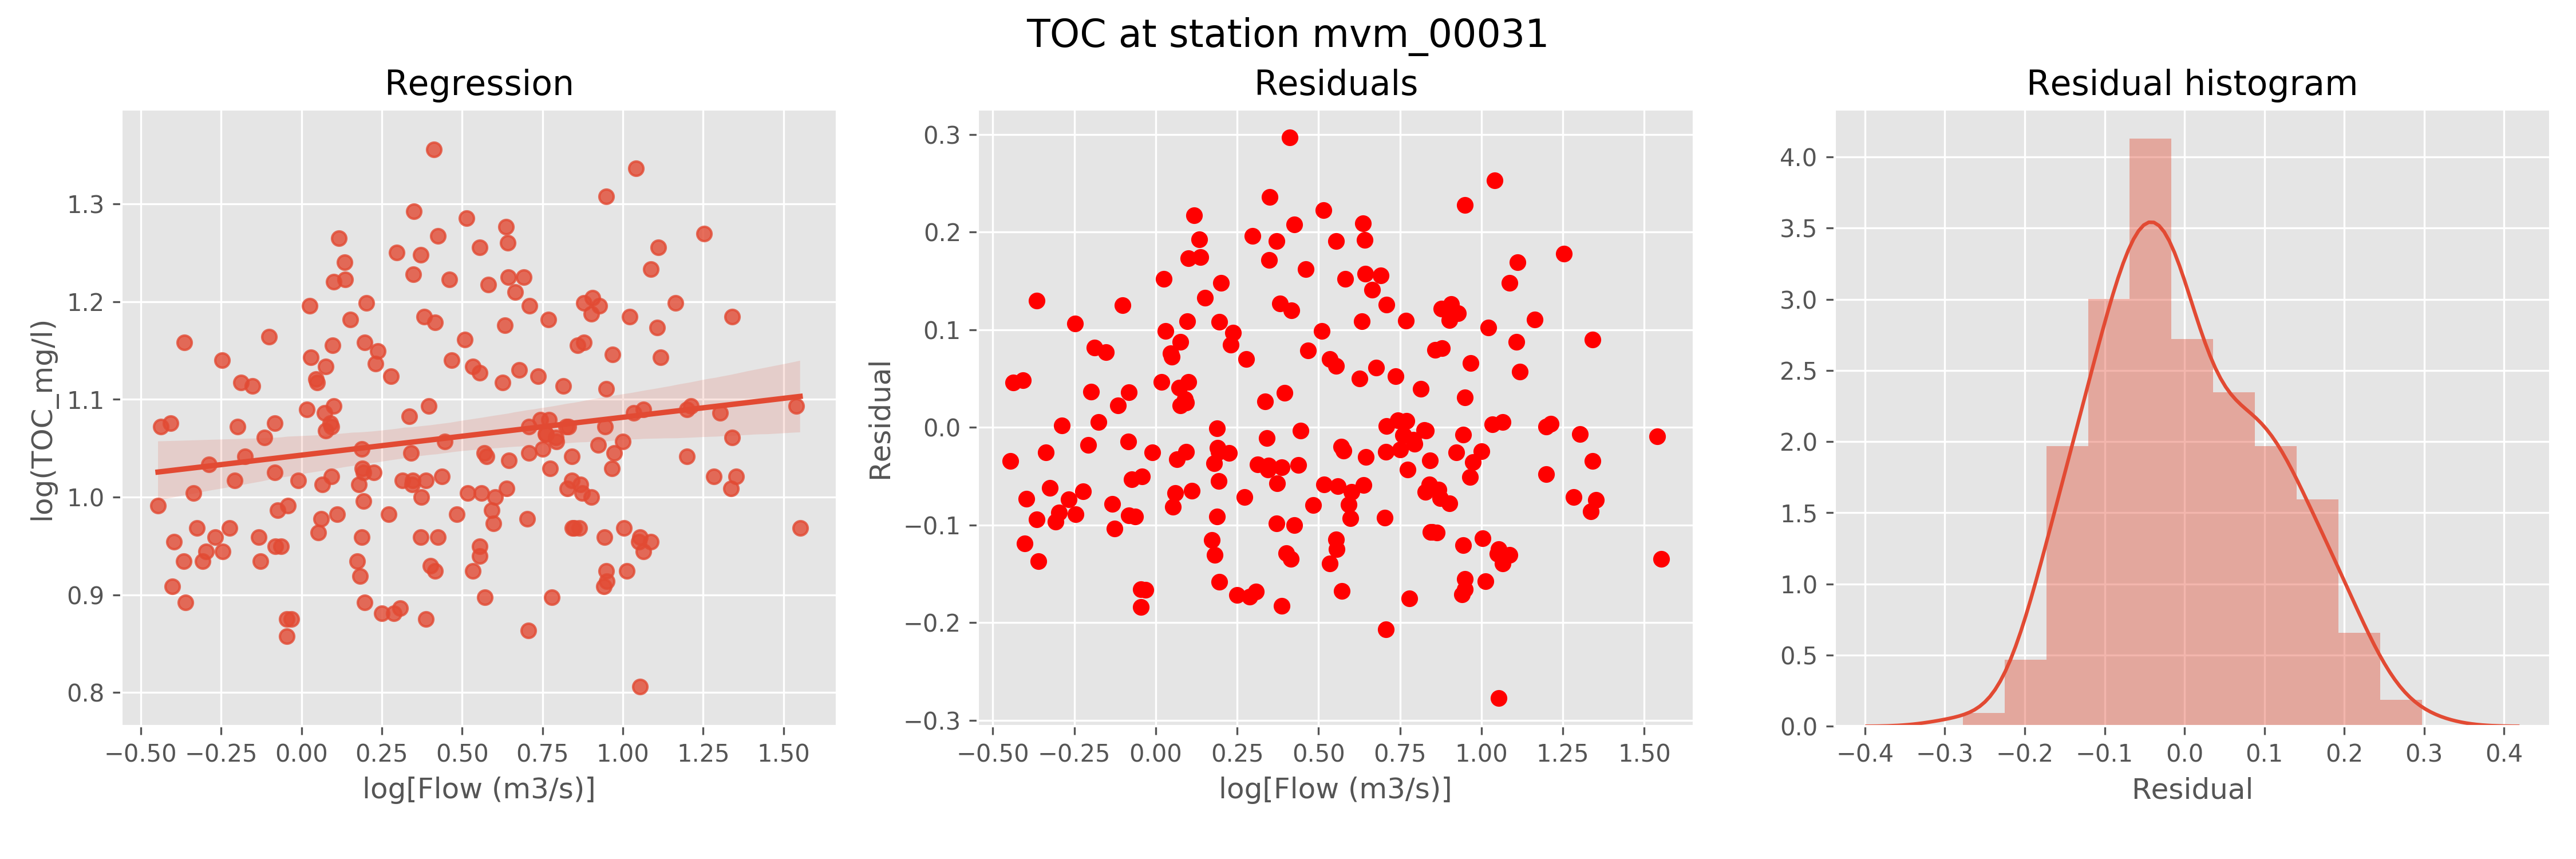 TOC at station mvm_00031
Regression
1.3
1.2
1.1
1.0
0.9
0.8
log(TOC_mg/l)
−0.50 −0.25 0.00 0.25 0.50 0.75 1.00 1.25 1.50
log[Flow (m3/s)]
Residuals
0.3
0.2
0.1
0.0
−0.1
−0.2
−0.3
Residual
−0.50 −0.25 0.00 0.25 0.50 0.75 1.00 1.25 1.50
log[Flow (m3/s)]
Residual histogram
4.0
3.5
3.0
2.5
2.0
1.5
1.0
0.5
0.0
−0.4 −0.3 −0.2 −0.1 0.0 0.1 0.2 0.3 0.4
Residual